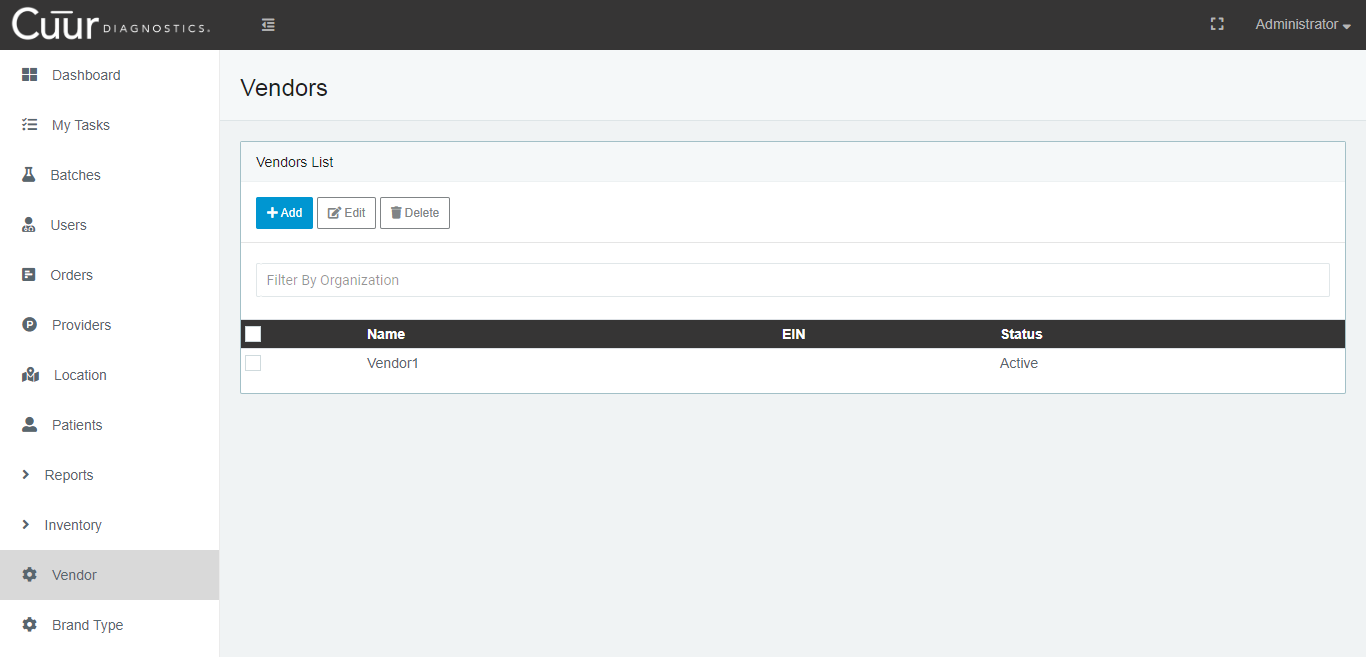 Cuūr DIAGNOSTICS.
Administrator
Dashboard
My Tasks
Batches
Users
Orders
Providers
Location
Patients
Reports
Inventory
Vendor
Brand Type
Vendors
Vendors List
Add Edit Delete
Filter By Organization
Name EIN Status
Vendor1 Active